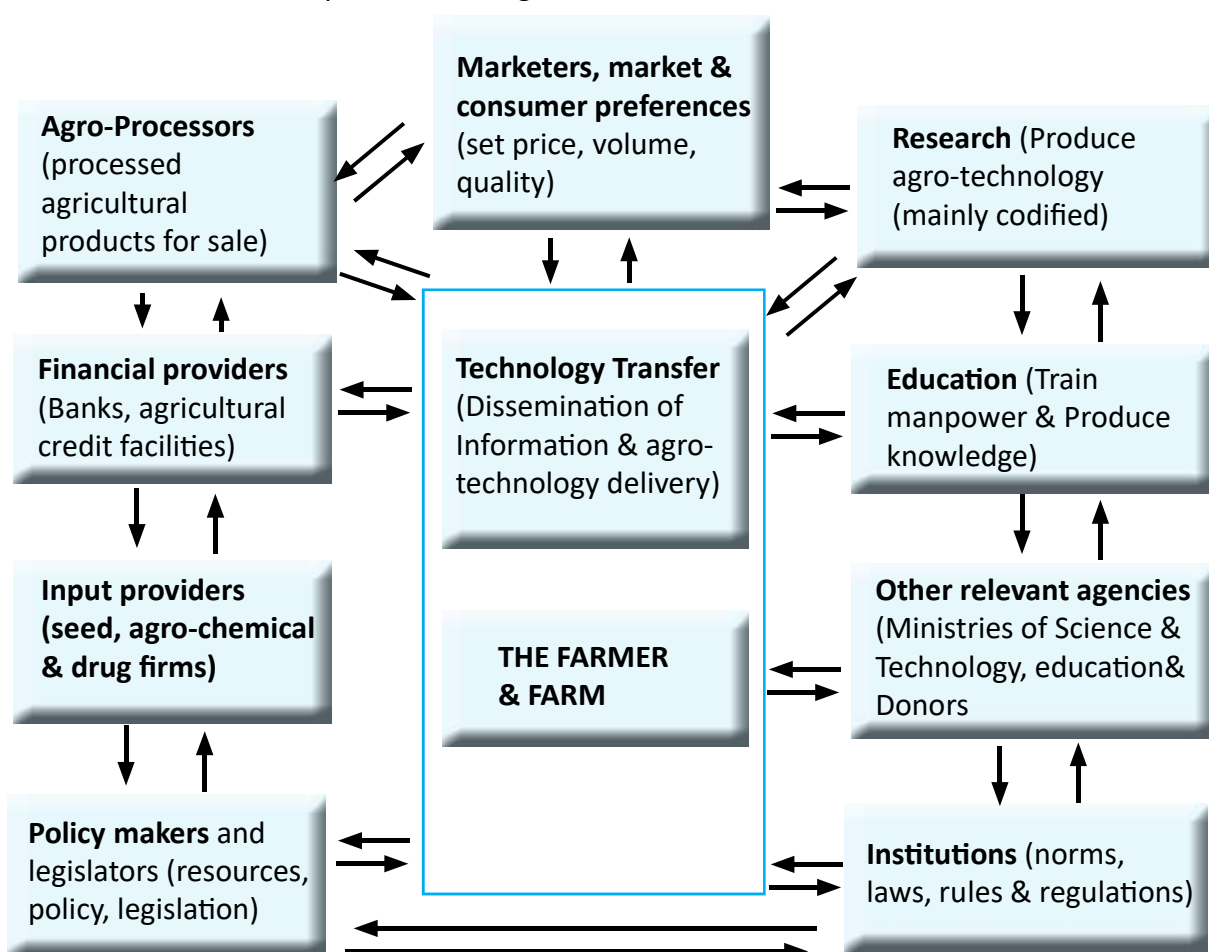 Marketers, market &
consumer preferences
(set price, volume,
quality)
Agro-Processors
(processed
agricultural
products for sale)
Research (Produce
agro-technology
(mainly codified)
Financial providers
(Banks, agricultural
credit facilities)
Technology Transfer
(Dissemination of
Information & agro-
technology delivery)
Education (Train
manpower & Produce
knowledge)
Input providers
(seed, agro-chemical
& drug firms)
THE FARMER
& FARM
Other relevant agencies
(Ministries of Science &
Technology, education&
Donors
Policy makers and
legislators (resources,
policy, legislation)
Institutions (norms,
laws, rules & regulations)